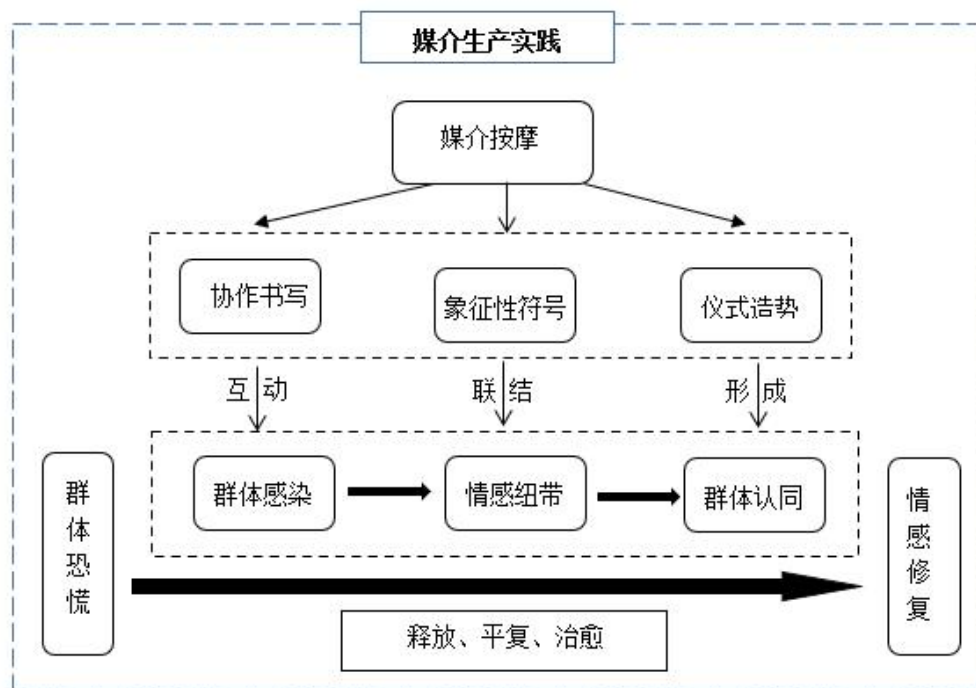 媒介生产实践
媒介按摩
协作书写
象征性符号
仪式造势
互动
联结
形成
群体恐慌
群体感染
情感纽带
群体认同
情感修复
释放、平复、治愈